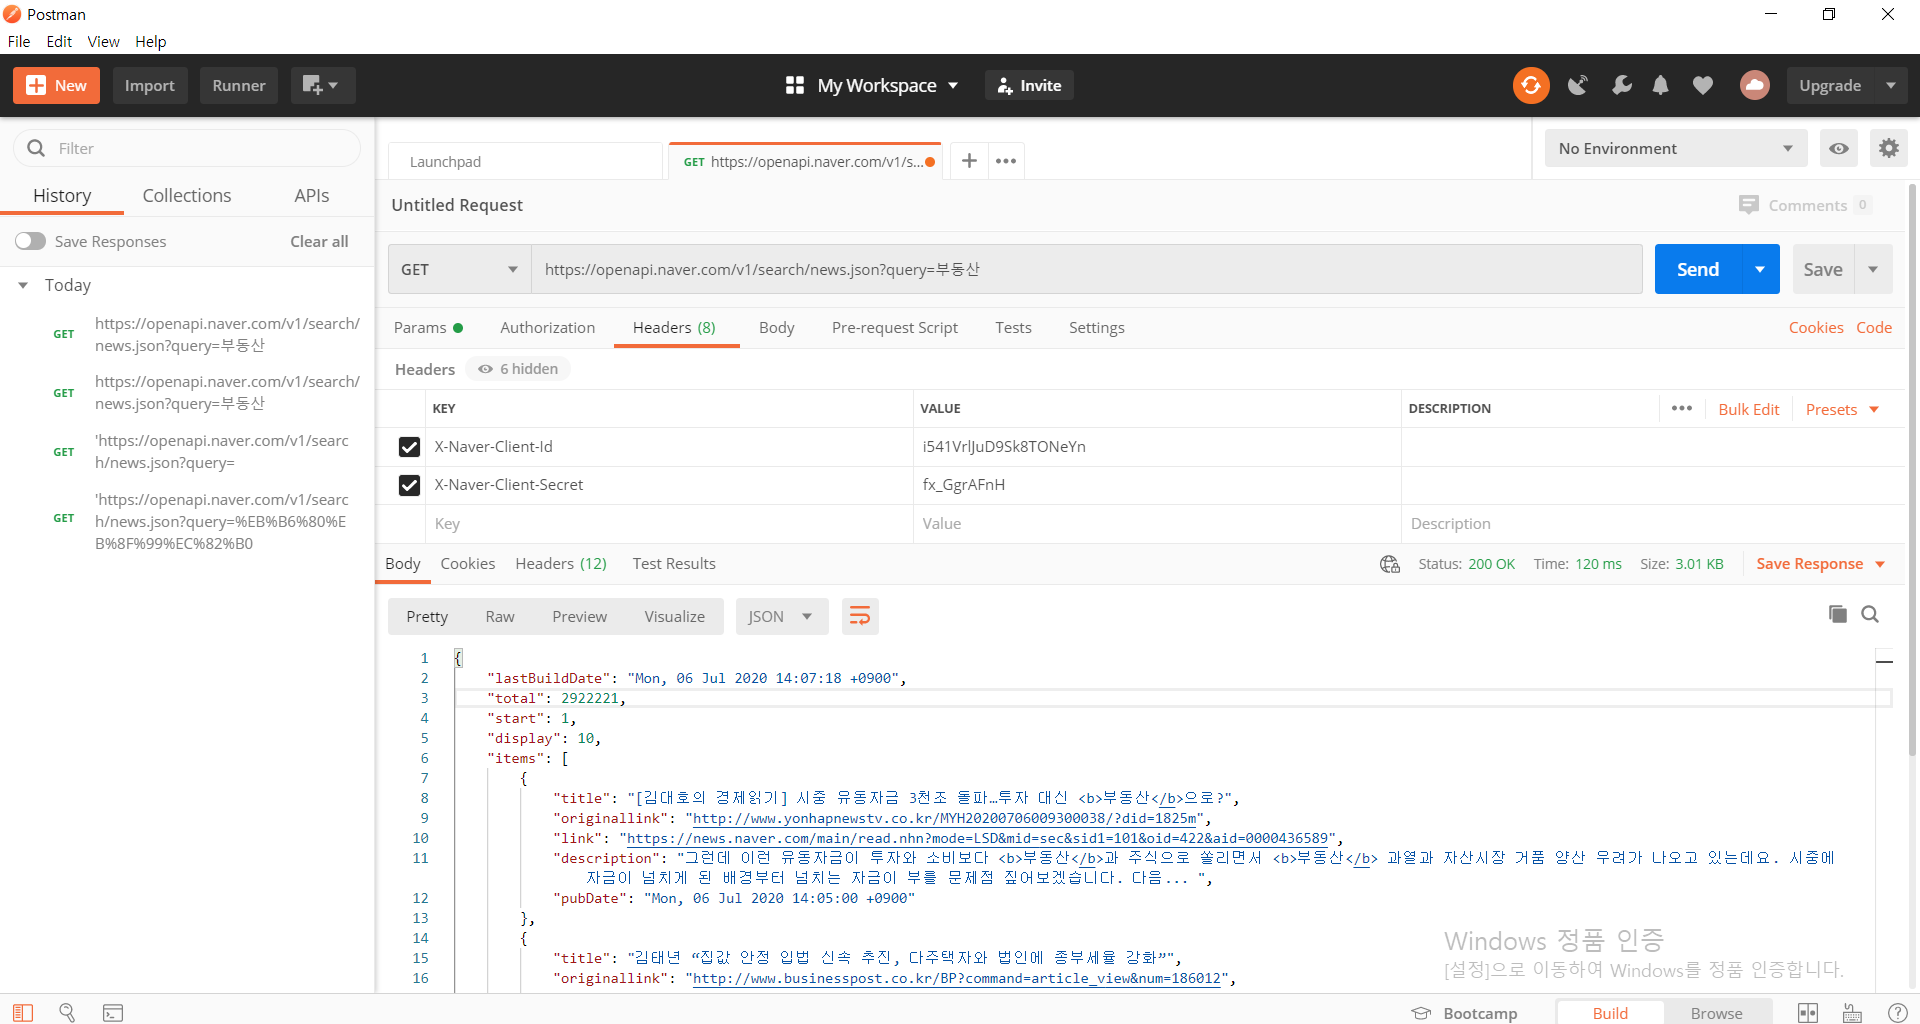 Postman
File Edit View Help
New Import Runner My Workspace Invite Upgrade
Filter
History Collections APIs
Save Responses Clear all
Today
GET https://openapi.naver.com/v1/search/
news.json?query=부동산
GET https://openapi.naver.com/v1/search/
news.json?query=부동산
GET 'https://openapi.naver.com/v1/searc
h/news.json?query=
GET 'https://openapi.naver.com/v1/searc
h/news.json?query=%EB%B6%80%E
B%8F%99%EC%82%B0
Launchpad GET https://openapi.naver.com/v1/s... + ••• No Environment
Untitled Request Comments 0
GET https://openapi.naver.com/v1/search/news.json?query=부동산 Send Save
Params Authorization Headers (8) Body Pre-request Script Tests Settings Cookies Code
Headers 6 hidden
KEY VALUE DESCRIPTION ••• Bulk Edit Presets
X-Naver-Client-Id i541VrlJuD9Sk8TONeYn
X-Naver-Client-Secret fx_GgrAFnH
Key Value Description
Body Cookies Headers (12) Test Results Status: 200 OK Time: 120 ms Size: 3.01 KB Save Response
Pretty Raw Preview Visualize JSON
1 {
2 "lastBuildDate": "Mon, 06 Jul 2020 14:07:18 +0900",
3 "total": 2922221,
4 "start": 1,
5 "display": 10,
6 "items": [
7 {
8 "title": "[김대호의 경제읽기] 시중 유동자금 3천조 돌파…투자 대신 <b>부동산</b>으로?",
9 "originallink": "http://www.yonhapnewstv.co.kr/MYH20200706009300038/?did=1825m",
10 "link": "https://news.naver.com/main/read.nhn?mode=LSD&mid=sec&sid1=101&oid=422&aid=0000436589",
11 "description": "그런데 이런 유동자금이 투자와 소비보다 <b>부동산</b>과 주식으로 쏠리면서 <b>부동산</b> 과열과 자산시장 거품 양산 우려가 나오고 있는데요. 시중에
자금이 넘치게 된 배경부터 넘치는 자금이 부를 문제점 짚어보겠습니다. 다음... ",
12 "pubDate": "Mon, 06 Jul 2020 14:05:00 +0900"
13 },
14 {
15 "title": "김태년 “집값 안정 입법 신속 추진, 다주택자와 법인에 종부세율 강화”",
16 "originallink": "http://www.businesspost.co.kr/BP?command=article_view&num=186012",
Windows 정품 인증
[설정]으로 이동하여 Windows를 정품 인증합니다.
Bootcamp Build Browse